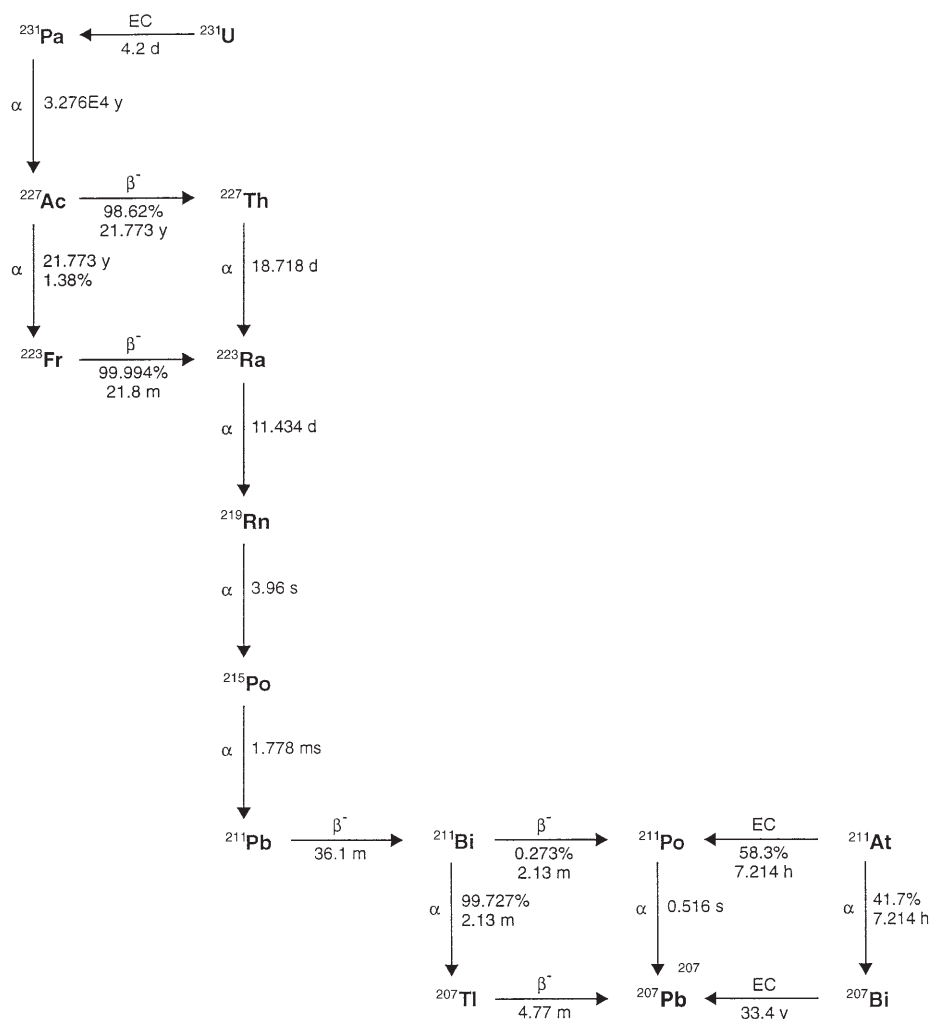 EC
²³¹Pa ²³¹U
4.2 d
α 3.276E4 y
β⁻
²²⁷Ac ²²⁷Th
98.62%
21.773 y
α 21.773 y
1.38%
α 18.718 d
β⁻
²²³Fr ²²³Ra
99.994%
21.8 m
α 11.434 d
²¹⁹Rn
α 3.96 s
²¹⁵Po
α 1.778 ms
β⁻ β⁻ EC
²¹¹Pb ²¹¹Bi ²¹¹Po ²¹¹At
36.1 m 0.273% 58.3%
2.13 m 7.214 h
α 99.727%
2.13 m
α 0.516 s
α 41.7%
7.214 h
207
β⁻ EC
²⁰⁷Tl ²⁰⁷Pb ²⁰⁷Bi
4.77 m 33.4 y